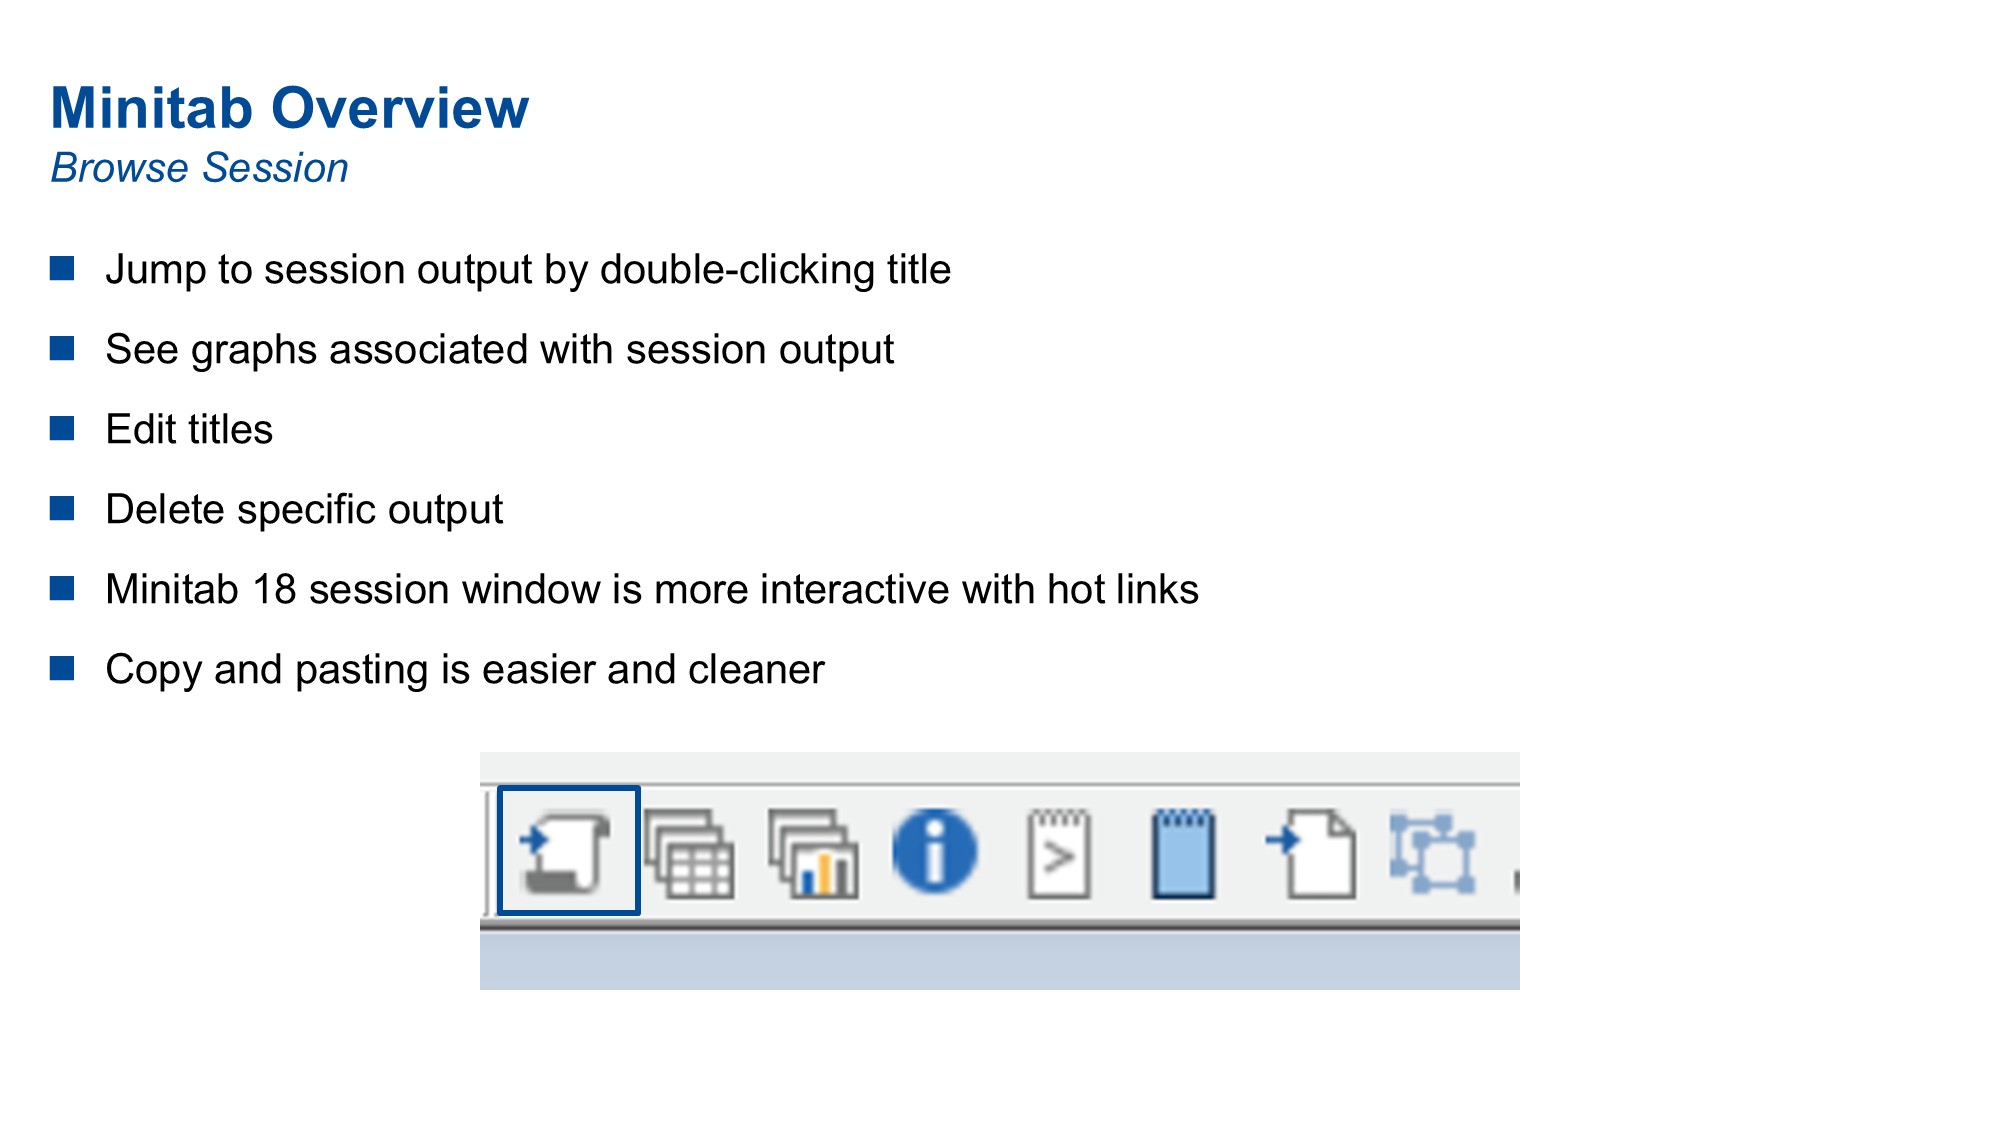 Minitab Overview
Browse Session
Jump to session output by double-clicking title
See graphs associated with session output
Edit titles
Delete specific output
Minitab 18 session window is more interactive with hot links
Copy and pasting is easier and cleaner